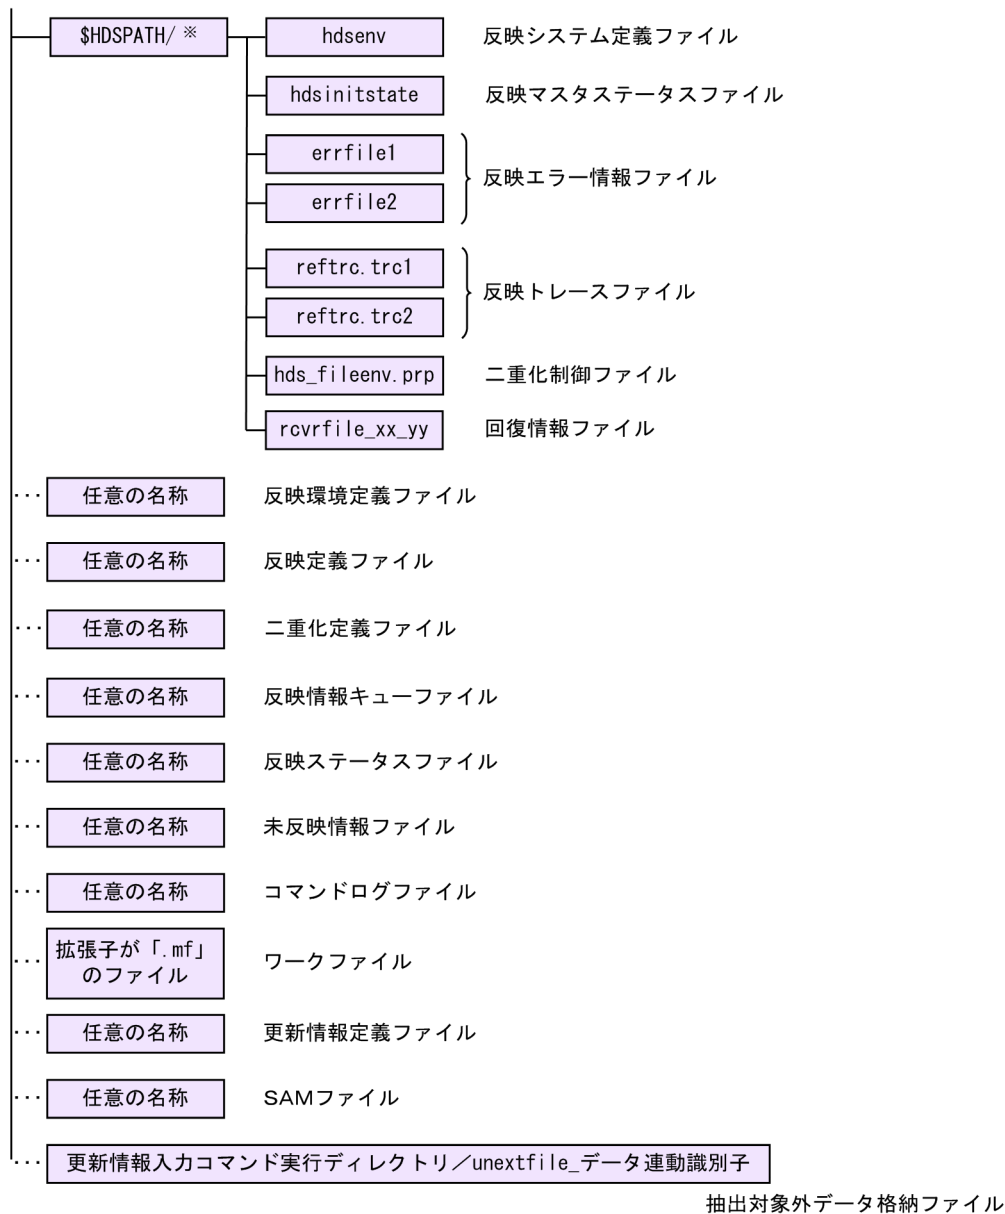 $HDSPATH/ ※ hdsenv 反映システム定義ファイル
hdsinitstate 反映マスタステータスファイル
errfile1
反映エラー情報ファイル
errfile2
reftrc.trc1
反映トレースファイル
reftrc.trc2
hds_fileenv.prp 二重化制御ファイル
rcvrfile_xx_yy 回復情報ファイル
… 任意の名称 反映環境定義ファイル
… 任意の名称 反映定義ファイル
… 任意の名称 二重化定義ファイル
… 任意の名称 反映情報キューファイル
… 任意の名称 反映ステータスファイル
… 任意の名称 未反映情報ファイル
… 任意の名称 コマンドログファイル
拡張子が「.mf」
… のファイル ワークファイル
… 任意の名称 更新情報定義ファイル
… 任意の名称 SAMファイル
… 更新情報入力コマンド実行ディレクトリ／unextfile_データ連動識別子
抽出対象外データ格納ファイル